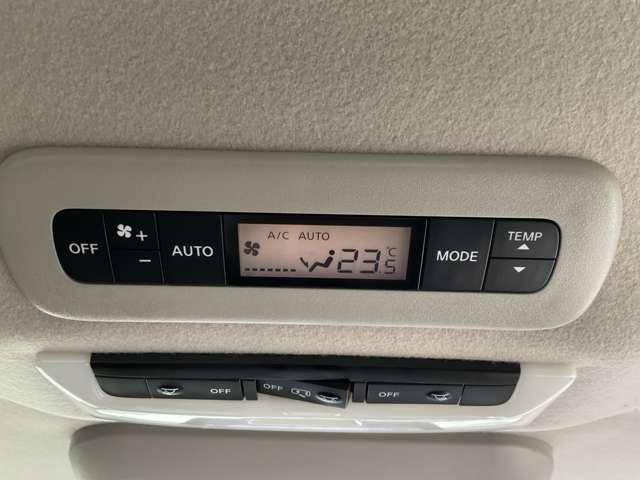 OFF
+
-
AUTO
A/C AUTO
23.5 °C
MODE
TEMP
OFF
OFF
OFF